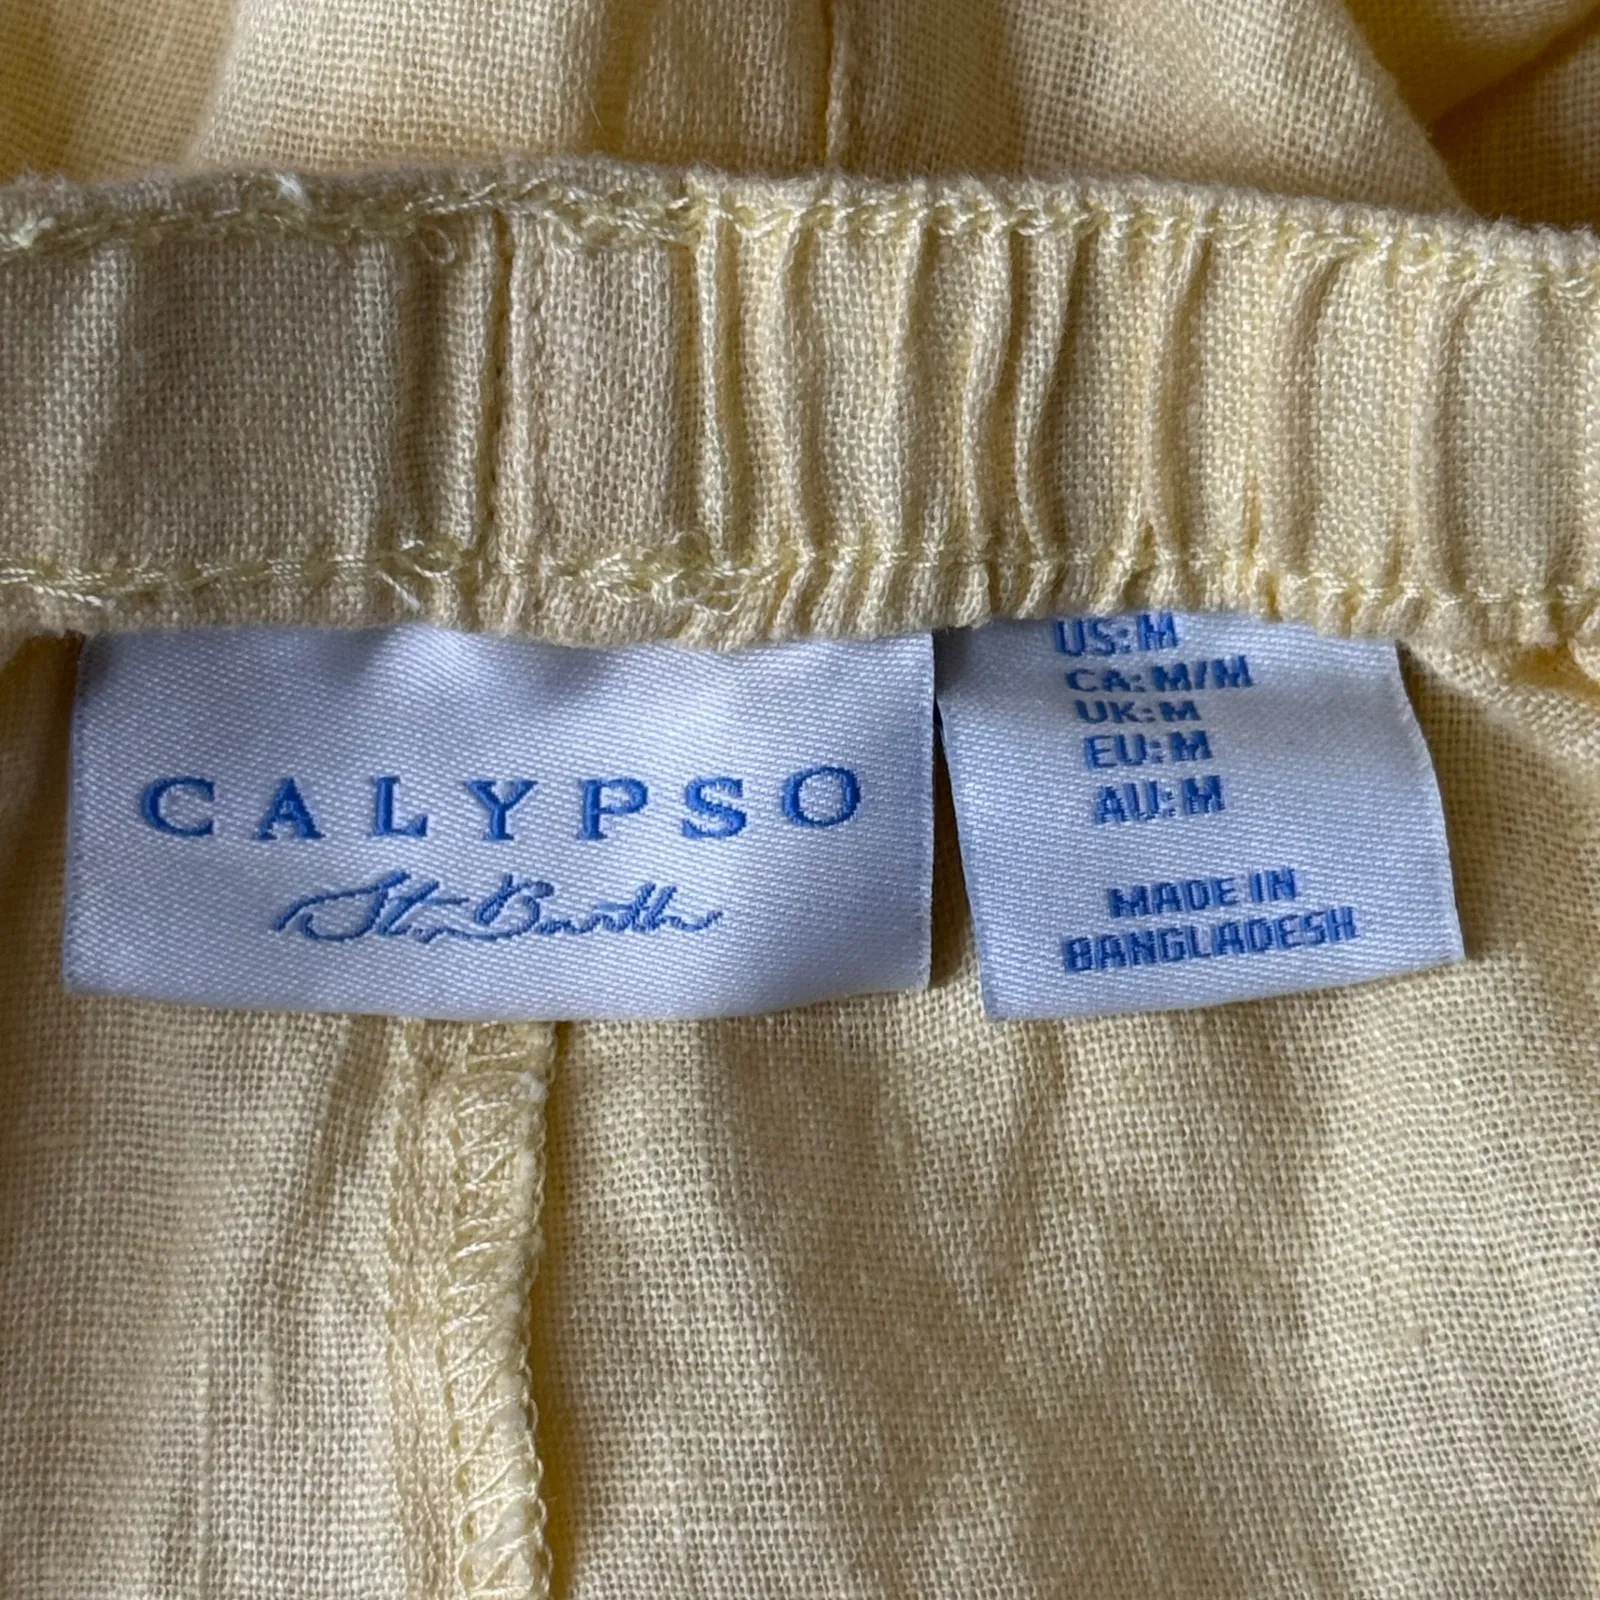 CALYPSO
St. Barth
US: M
CA: M/M
UK: M
EU: M
AU: M
MADE IN
BANGLADESH